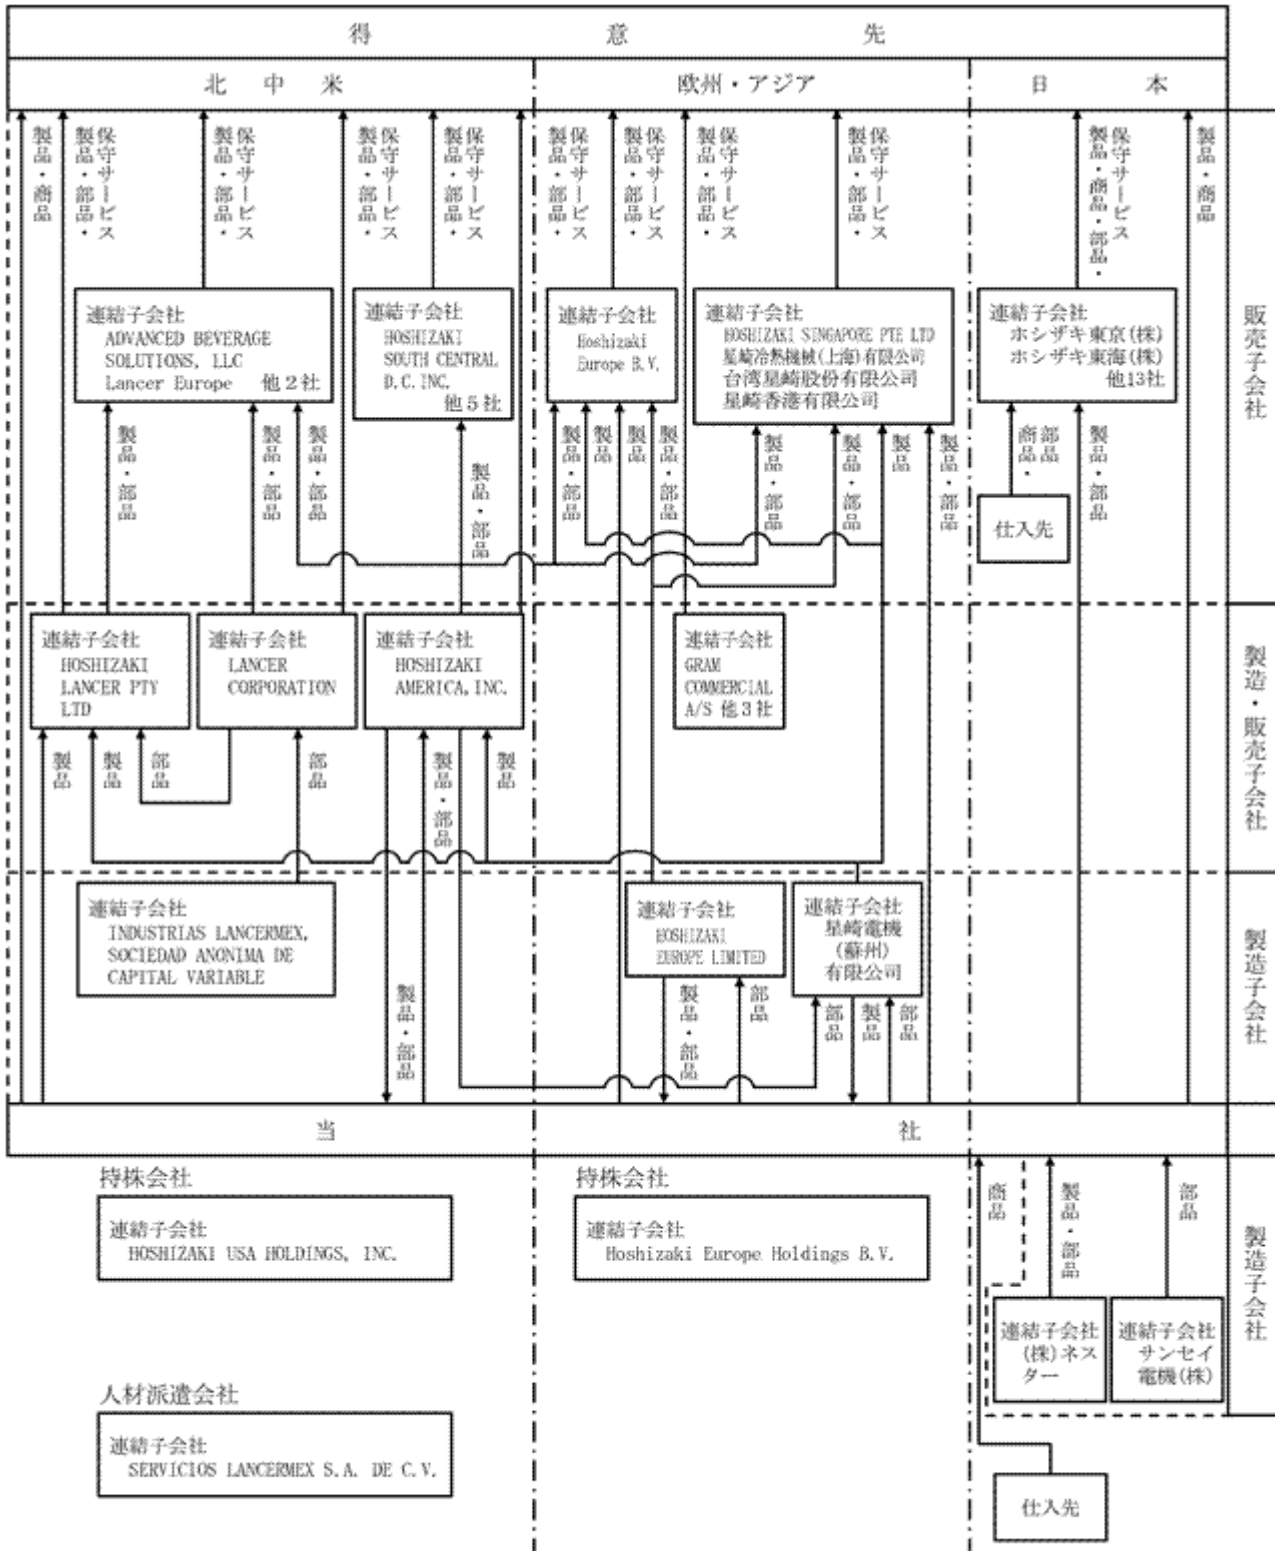 得意先
北中米
欧州・アジア
日本
製品・商品
製品・部品・
保守サービス
製品・部品・
保守サービス
製品・部品・
保守サービス
製品・部品・
保守サービス
製品・部品・
保守サービス
製品・部品・
保守サービス
製品・部品・
保守サービス
製品・部品・
保守サービス
製品・商品・部品・
保守サービス
製品・商品
販売子会社
連結子会社
ADVANCED BEVERAGE
SOLUTIONS, LLC
Lancer Europe 他2社
連結子会社
HOSHIZAKI
SOUTH CENTRAL
D.C.INC.
他5社
連結子会社
Hoshizaki
Europe B.V.
連結子会社
HOSHIZAKI SINGAPORE PTE LTD
星崎冷熱機械(上海)有限公司
台湾星崎股份有限公司
星崎香港有限公司
連結子会社
ホシザキ東京(株)
ホシザキ東海(株)
他13社
製品・部品
製品・部品
製品・部品
製品・部品
製品・部品
製品
製品
製品・部品
製品・部品
製品・部品
製品
製品・部品
商品・
部品
製品・部品
仕入先
製造・販売子会社
連結子会社
HOSHIZAKI
LANCER PTY
LTD
連結子会社
LANCER
CORPORATION
連結子会社
HOSHIZAKI
AMERICA,INC.
連結子会社
GRAM
COMMERCIAL
A/S 他3社
製品
製品
部品
部品
製品・部品
製品
製造子会社
連結子会社
INDUSTRIAS LANCERMEX,
SOCIEDAD ANONIMA DE
CAPITAL VARIABLE
連結子会社
HOSHIZAKI
EUROPE LIMITED
連結子会社
星崎電機
(蘇州)
有限公司
製品・部品
製品・部品
部品
部品
製品
部品
当社
持株会社
連結子会社
HOSHIZAKI USA HOLDINGS, INC.
持株会社
連結子会社
Hoshizaki Europe Holdings B.V.
商品
製品・部品
部品
製造子会社
連結子会社
(株)ネス
ター
連結子会社
サンセイ
電機(株)
人材派遣会社
連結子会社
SERVICIOS LANCERMEX S.A. DE C.V.
仕入先